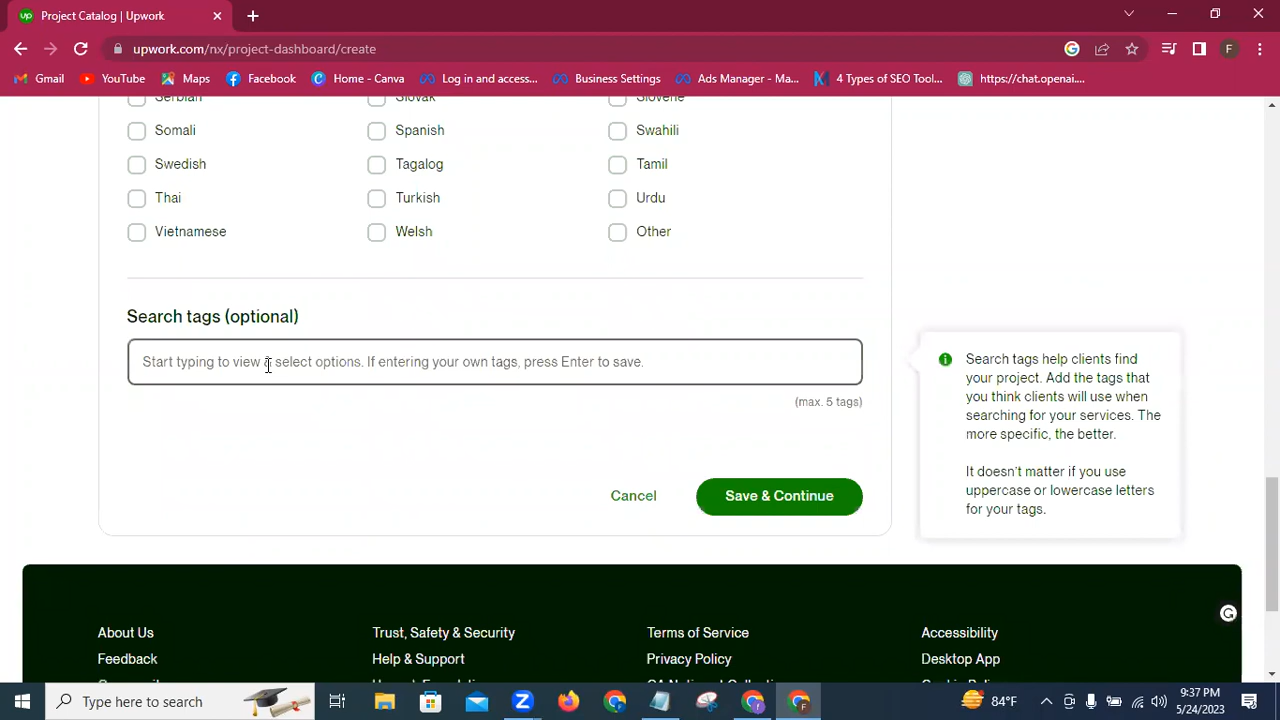 Project Catalog | Upwork
upwork.com/nx/project-dashboard/create
Gmail YouTube Maps Facebook Home - Canva Log in and access... Business Settings Ads Manager - Ma... 4 Types of SEO Tool... https://chat.openai....
Serbian Slovak Slovene
Somali Spanish Swahili
Swedish Tagalog Tamil
Thai Turkish Urdu
Vietnamese Welsh Other
Search tags (optional)
Start typing to view a select options. If entering your own tags, press Enter to save.
(max. 5 tags)
Cancel Save & Continue
Search tags help clients find
your project. Add the tags that
you think clients will use when
searching for your services. The
more specific, the better.
It doesn't matter if you use
uppercase or lowercase letters
for your tags.
About Us Trust, Safety & Security Terms of Service Accessibility
Feedback Help & Support Privacy Policy Desktop App
Type here to search
84°F
9:37 PM
5/24/2023